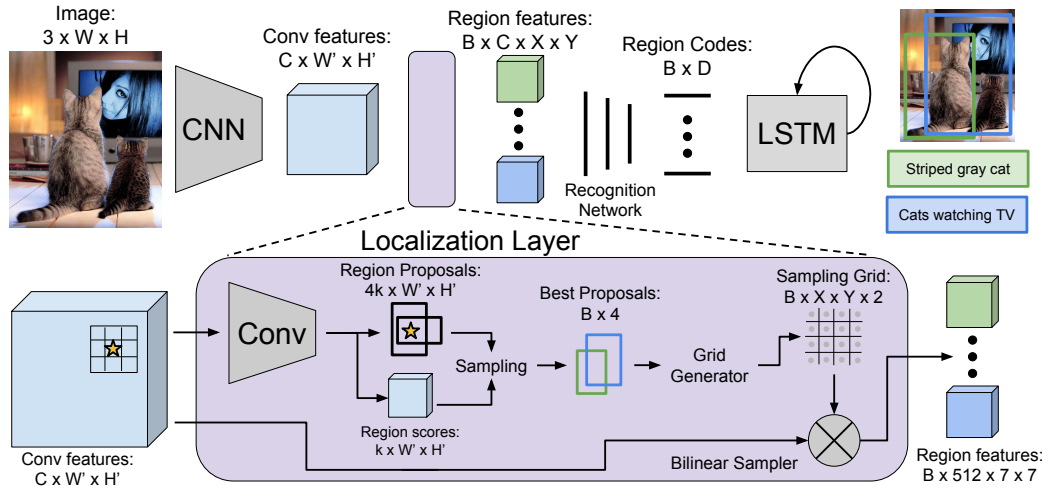 Image:
3 x W x H
CNN
Conv features:
C x W' x H'
Region features:
B x C x X x Y
Recognition
Network
Region Codes:
B x D
LSTM
Striped gray cat
Cats watching TV
Localization Layer
Conv features:
C x W' x H'
Conv
Region Proposals:
4k x W' x H'
Region scores:
k x W' x H'
Sampling
Best Proposals:
B x 4
Grid
Generator
Sampling Grid:
B x X x Y x 2
Bilinear Sampler
Region features:
B x 512 x 7 x 7